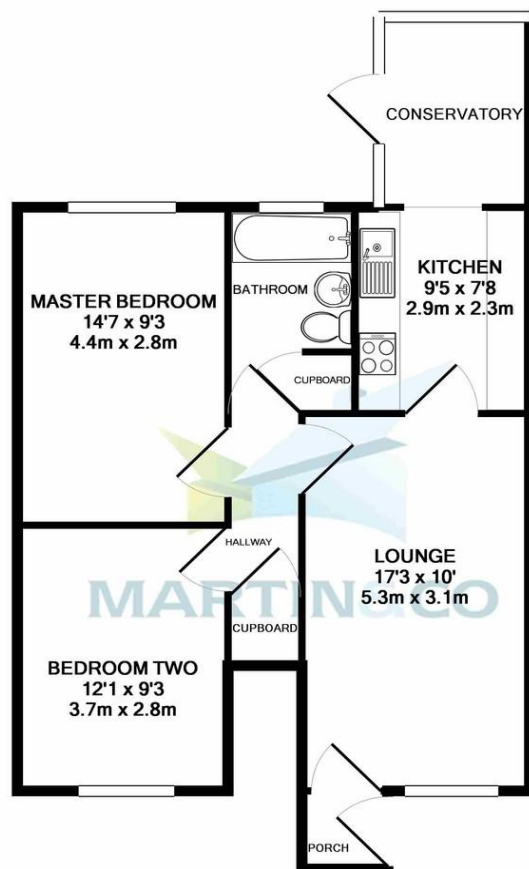 CONSERVATORY
KITCHEN
9'5 x 7'8
2.9m x 2.3m
MASTER BEDROOM
14'7 x 9'3
4.4m x 2.8m
BATHROOM
CUPBOARD
HALLWAY
LOUNGE
17'3 x 10'
5.3m x 3.1m
MARTIN&CO
CUPBOARD
BEDROOM TWO
12'1 x 9'3
3.7m x 2.8m
PORCH